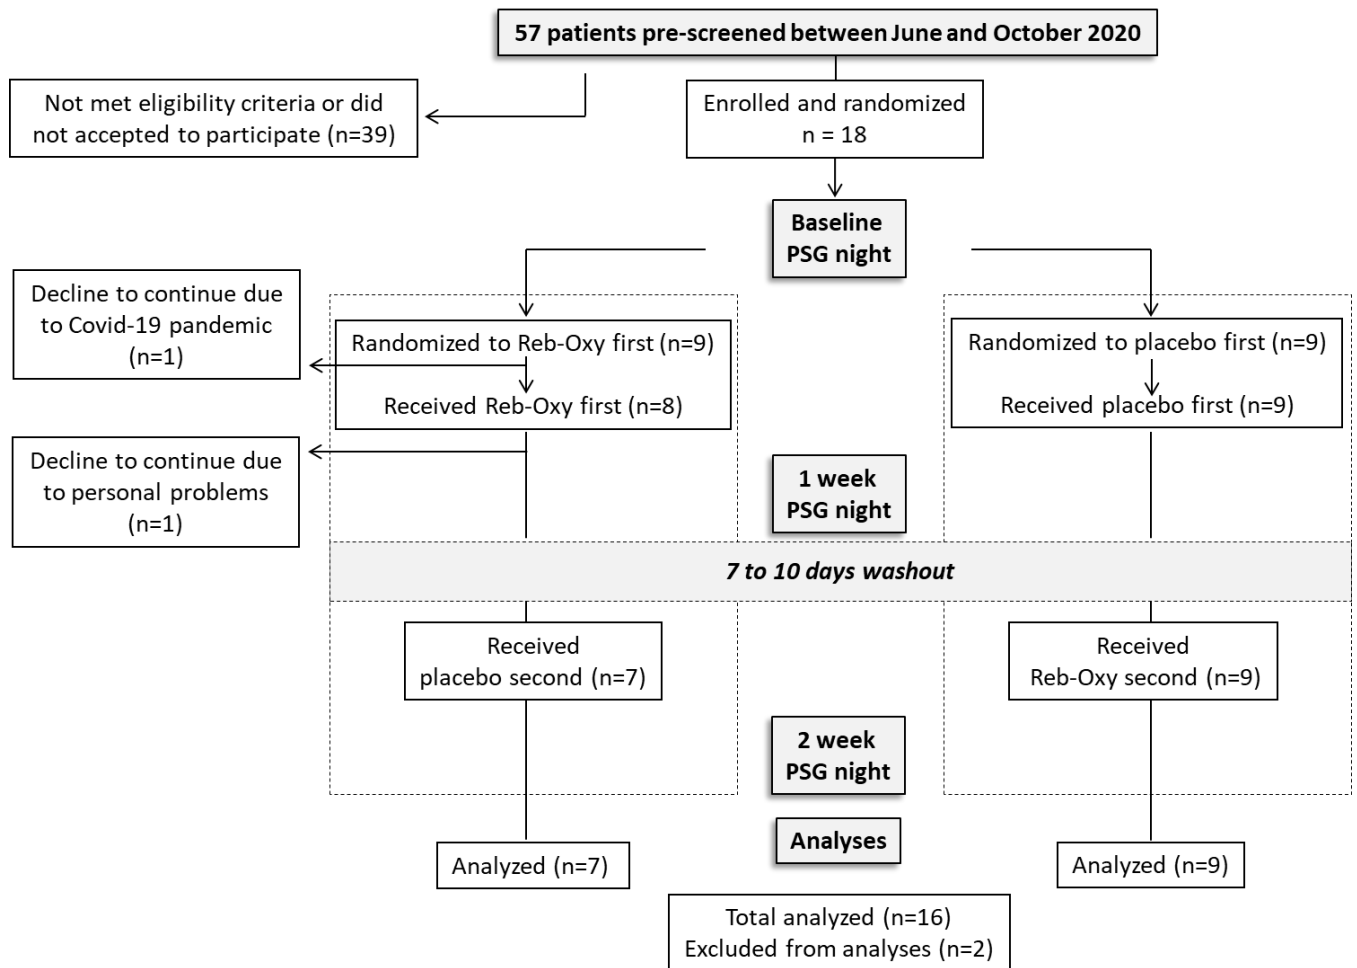 57 patients pre-screened between June and October 2020
Not met eligibility criteria or did
not accepted to participate (n=39)
Enrolled and randomized
n = 18
Baseline
PSG night
Decline to continue due
to Covid-19 pandemic
(n=1)
Randomized to Reb-Oxy first (n=9)
Received Reb-Oxy first (n=8)
Randomized to placebo first (n=9)
Received placebo first (n=9)
Decline to continue due
to personal problems
(n=1)
1 week
PSG night
7 to 10 days washout
Received
placebo second (n=7)
Received
Reb-Oxy second (n=9)
2 week
PSG night
Analyses
Analyzed (n=7)
Analyzed (n=9)
Total analyzed (n=16)
Excluded from analyses (n=2)